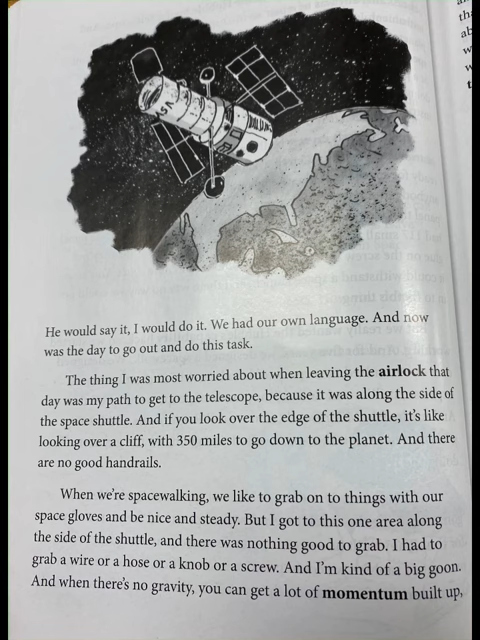 He would say it, I would do it. We had our own language. And now
was the day to go out and do this task.
The thing I was most worried about when leaving the airlock that
day was my path to get to the telescope, because it was along the side of
the space shuttle. And if you look over the edge of the shuttle, it's like
looking over a cliff, with 350 miles to go down to the planet. And there
are no good handrails.
When we're spacewalking, we like to grab on to things with our
space gloves and be nice and steady. But I got to this one area along
the side of the shuttle, and there was nothing good to grab. I had to
grab a wire or a hose or a knob or a screw. And I'm kind of a big goon.
And when there's no gravity, you can get a lot of momentum built up,